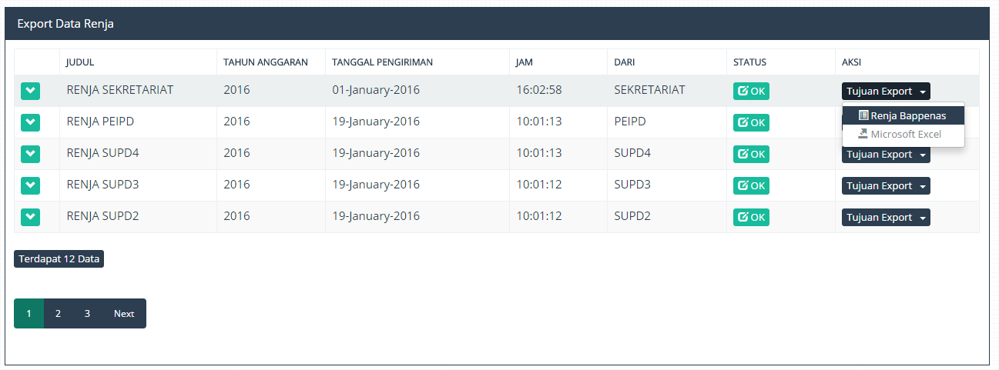 Export Data Renja
JUDUL TAHUN ANGGARAN TANGGAL PENGIRIMAN JAM DARI STATUS AKSI
RENJA SEKRETARIAT 2016 01-January-2016 16:02:58 SEKRETARIAT OK Tujuan Export
RENJA PEIPD 2016 19-January-2016 10:01:13 PEIPD OK
Renja Bappenas
Microsoft Excel
RENJA SUPD4 2016 19-January-2016 10:01:13 SUPD4 OK Tujuan Export
RENJA SUPD3 2016 19-January-2016 10:01:12 SUPD3 OK Tujuan Export
RENJA SUPD2 2016 19-January-2016 10:01:12 SUPD2 OK Tujuan Export
Terdapat 12 Data
1 2 3 Next